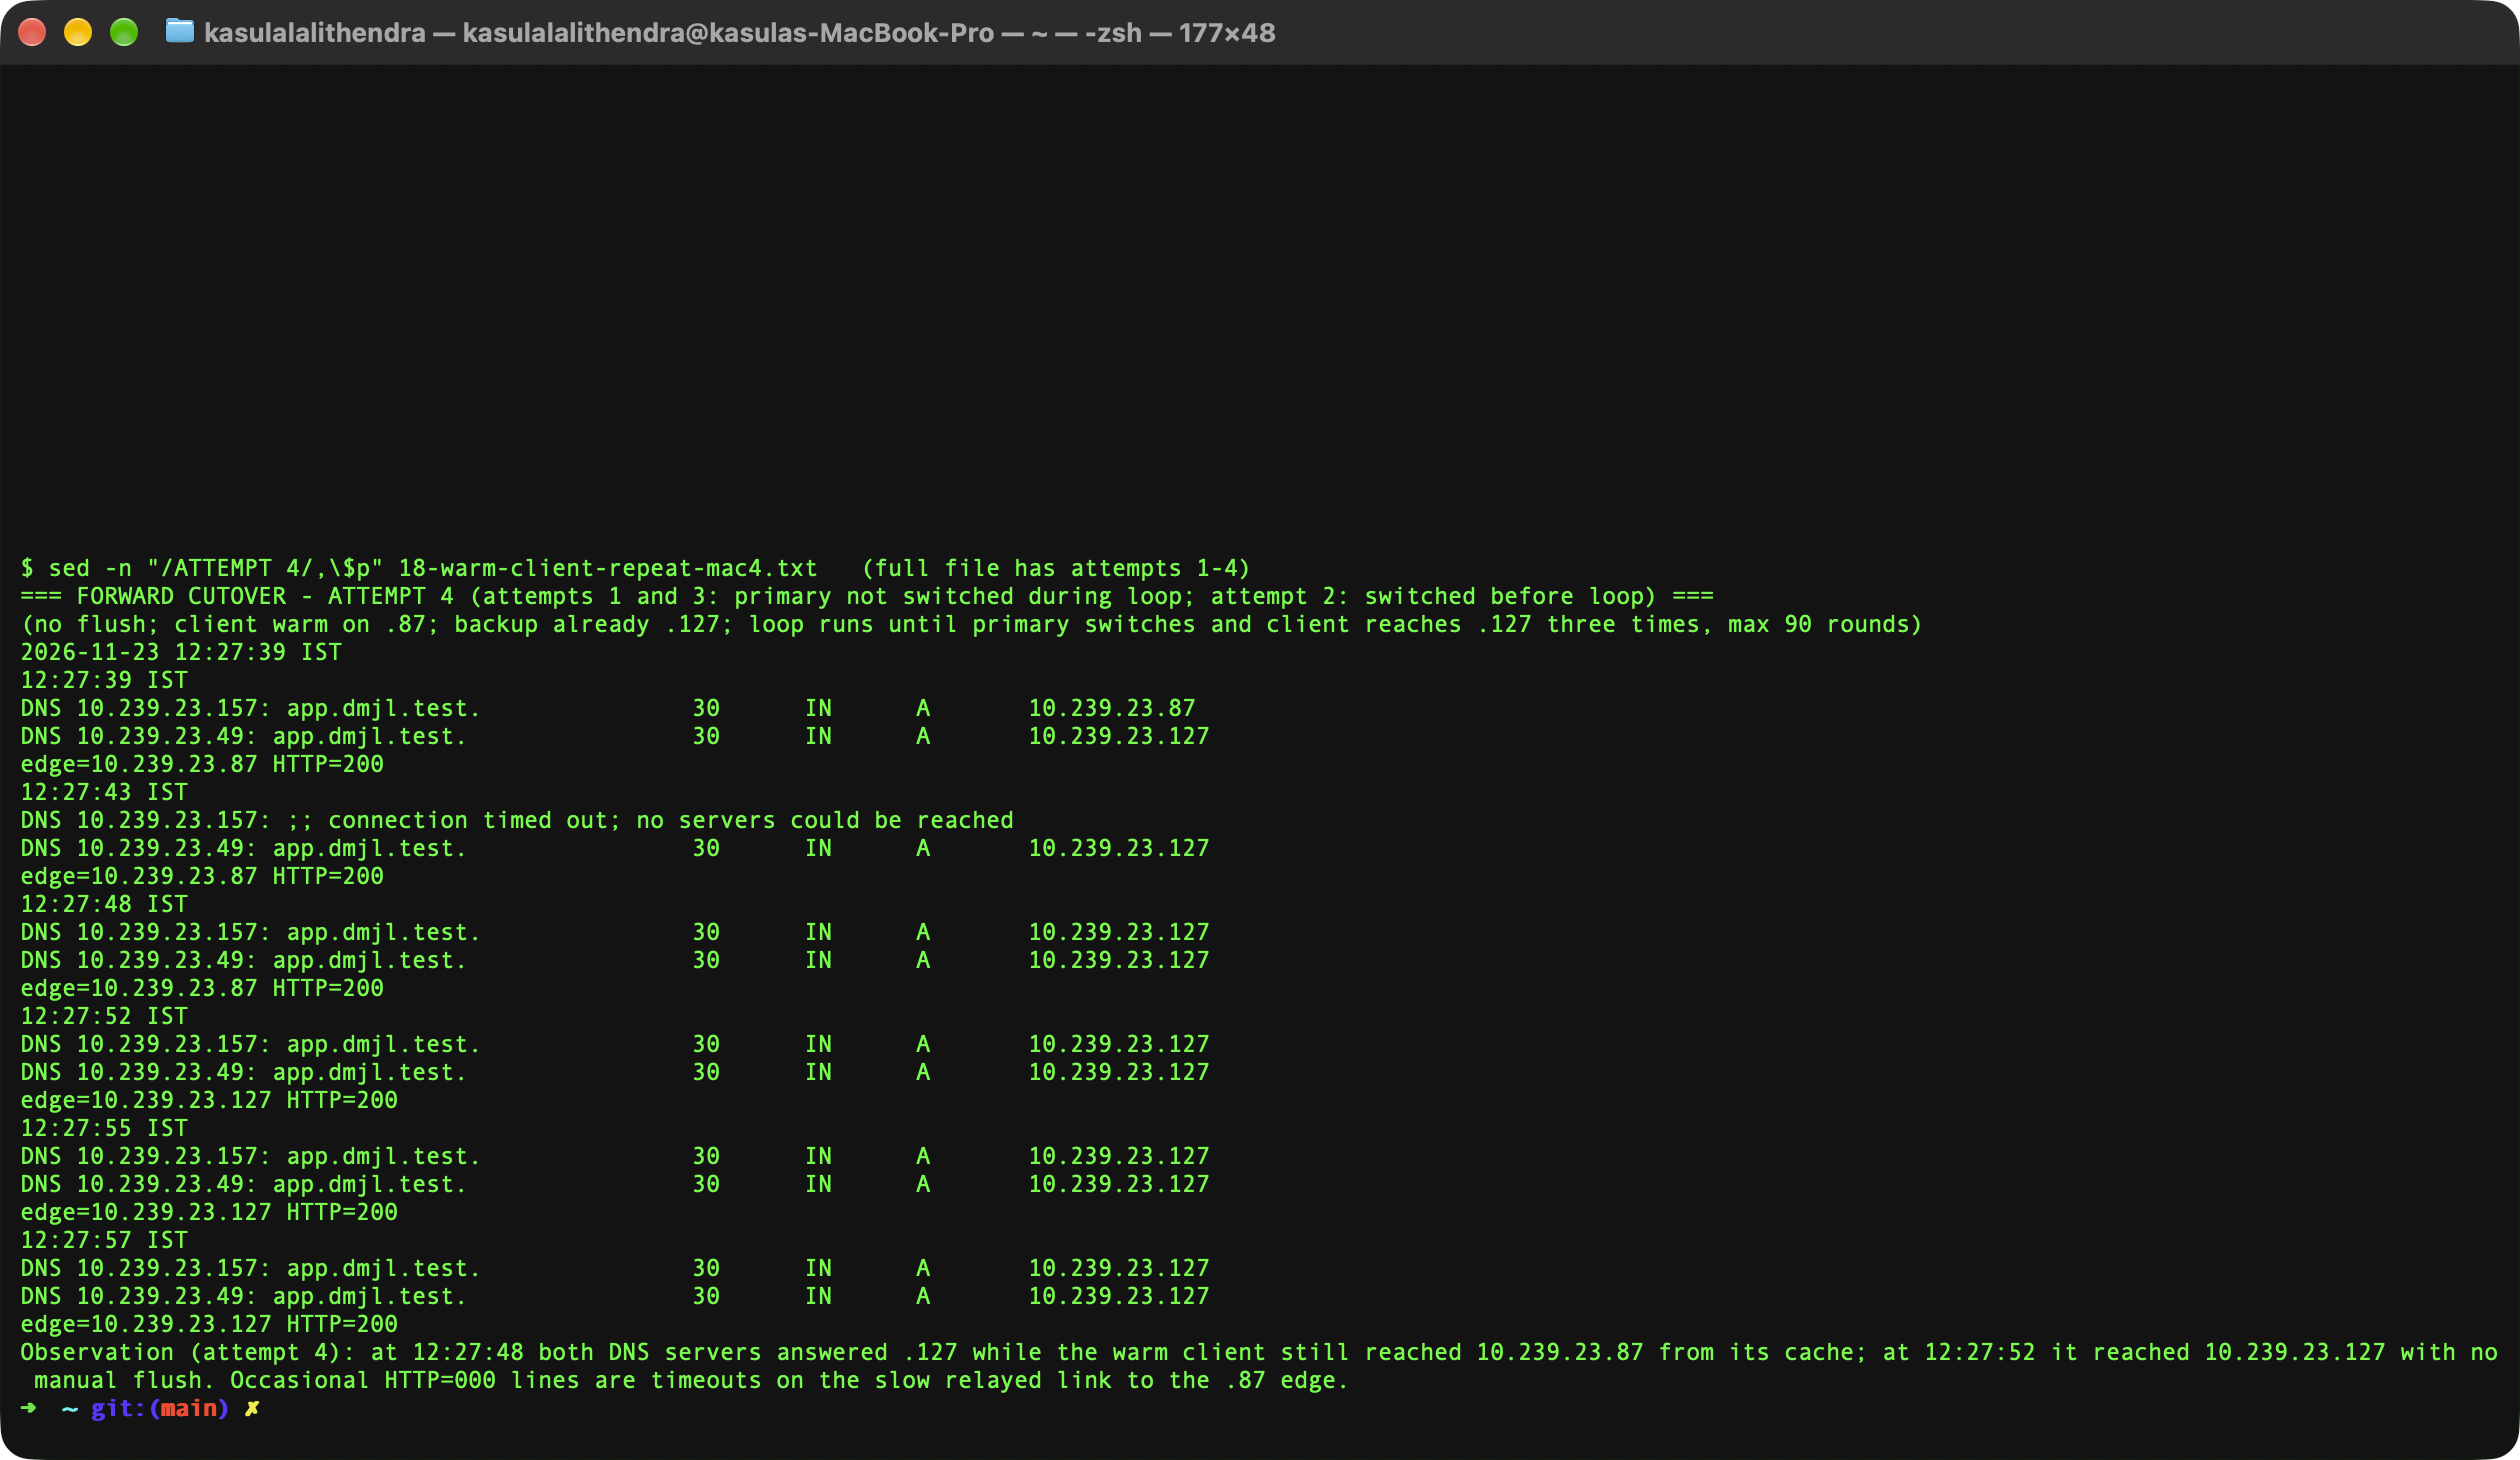 kasulalalithendra — kasulalalithendra@kasulas-MacBook-Pro — ~ — -zsh — 177×48
$ sed -n "/ATTEMPT 4/,\$p" 18-warm-client-repeat-mac4.txt   (full file has attempts 1-4)
=== FORWARD CUTOVER - ATTEMPT 4 (attempts 1 and 3: primary not switched during loop; attempt 2: switched before loop) ===
(no flush; client warm on .87; backup already .127; loop runs until primary switches and client reaches .127 three times, max 90 rounds)
2026-11-23 12:27:39 IST
12:27:39 IST
DNS 10.239.23.157: app.dmjl.test.               30      IN      A       10.239.23.87
DNS 10.239.23.49: app.dmjl.test.                30      IN      A       10.239.23.127
edge=10.239.23.87 HTTP=200
12:27:43 IST
DNS 10.239.23.157: ;; connection timed out; no servers could be reached
DNS 10.239.23.49: app.dmjl.test.                30      IN      A       10.239.23.127
edge=10.239.23.87 HTTP=200
12:27:48 IST
DNS 10.239.23.157: app.dmjl.test.               30      IN      A       10.239.23.127
DNS 10.239.23.49: app.dmjl.test.                30      IN      A       10.239.23.127
edge=10.239.23.87 HTTP=200
12:27:52 IST
DNS 10.239.23.157: app.dmjl.test.               30      IN      A       10.239.23.127
DNS 10.239.23.49: app.dmjl.test.                30      IN      A       10.239.23.127
edge=10.239.23.127 HTTP=200
12:27:55 IST
DNS 10.239.23.157: app.dmjl.test.               30      IN      A       10.239.23.127
DNS 10.239.23.49: app.dmjl.test.                30      IN      A       10.239.23.127
edge=10.239.23.127 HTTP=200
12:27:57 IST
DNS 10.239.23.157: app.dmjl.test.               30      IN      A       10.239.23.127
DNS 10.239.23.49: app.dmjl.test.                30      IN      A       10.239.23.127
edge=10.239.23.127 HTTP=200
Observation (attempt 4): at 12:27:48 both DNS servers answered .127 while the warm client still reached 10.239.23.87 from its cache; at 12:27:52 it reached 10.239.23.127 with no
 manual flush. Occasional HTTP=000 lines are timeouts on the slow relayed link to the .87 edge.
➜  ~ git:(main) ✗